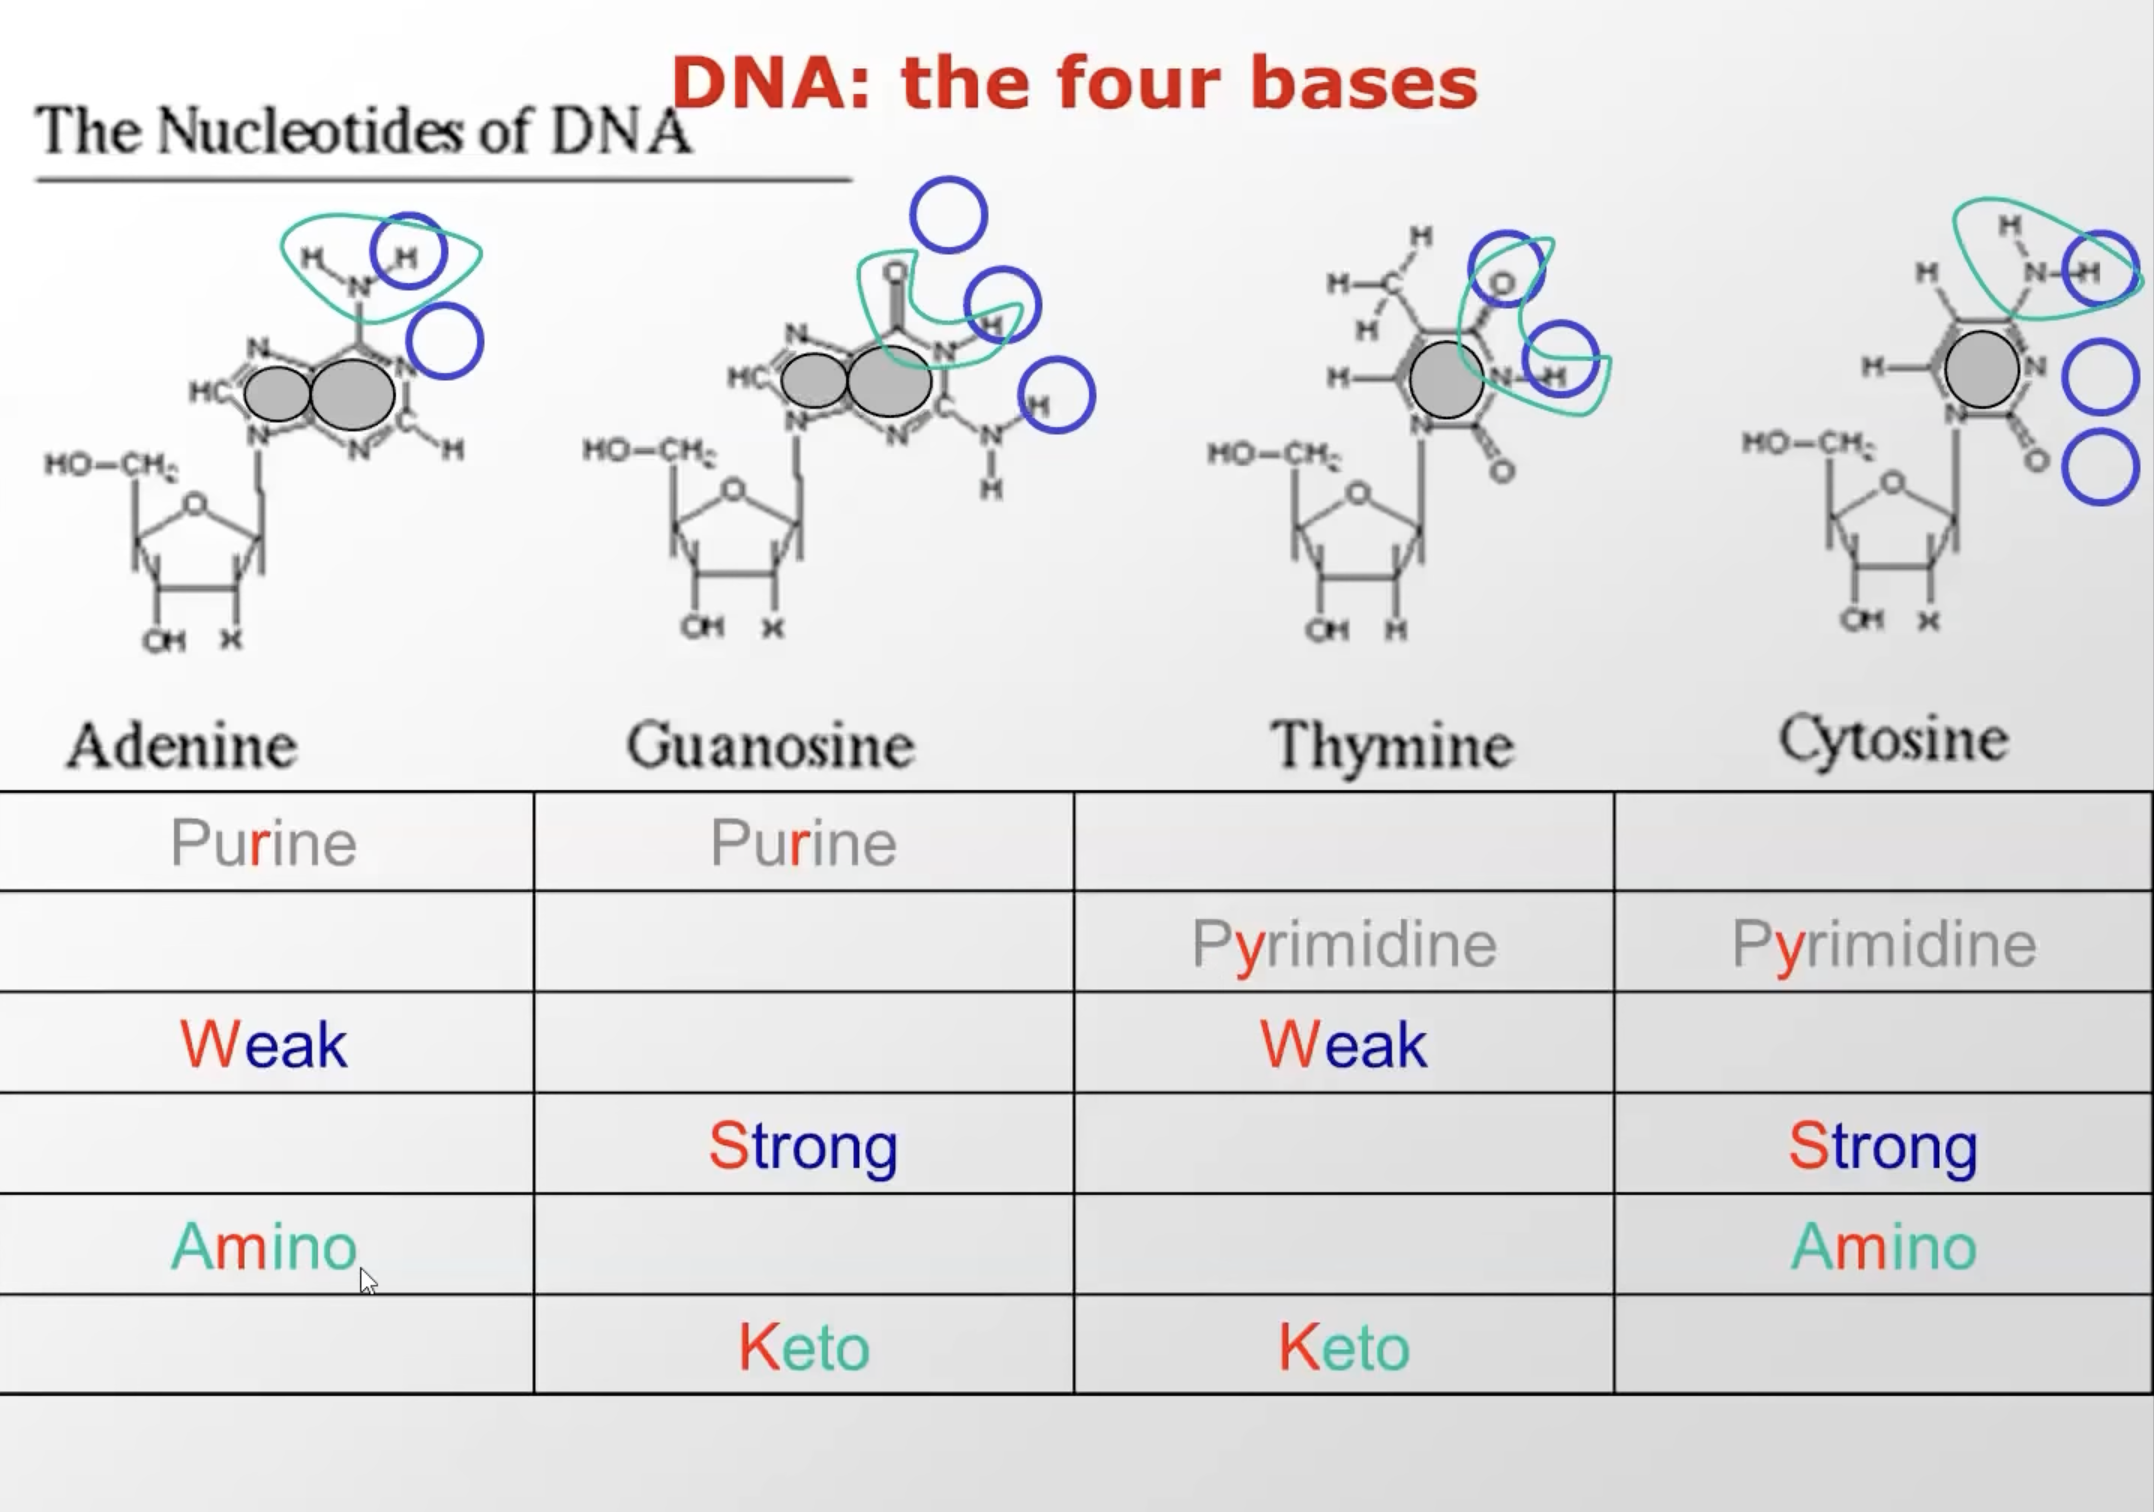 DNA: the four bases
The Nucleotides of DNA
H H
N
N
N
HC
N
N
H
HO–CH2
O
OH X
O
H
N
N
HC
H
N
N
N
H
HO–CH2
O
OH X
H
H–C
O
H
H
N–H
N
O
HO–CH2
O
OH H
H
H
N–H
H
N
N
O
HO–CH2
O
OH X
Adenine Guanosine Thymine Cytosine
Purine Purine
Pyrimidine Pyrimidine
Weak Weak
Strong Strong
Amino Amino
Keto Keto